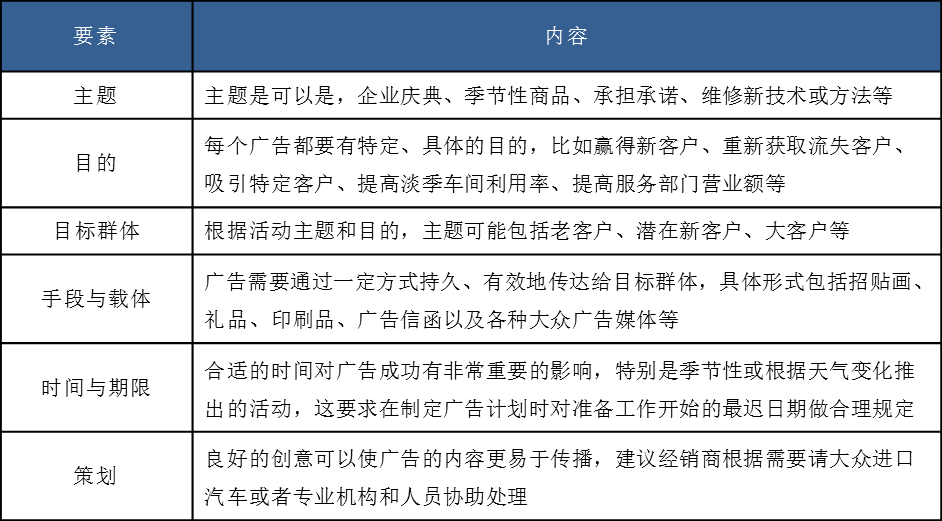 要素 内容
主题 主题是可以是，企业庆典、季节性商品、承担承诺、维修新技术或方法等
目的 每个广告都要有特定、具体的目的，比如赢得新客户、重新获取流失客户、
吸引特定客户、提高淡季车间利用率、提高服务部门营业额等
目标群体 根据活动主题和目的，主题可能包括老客户、潜在新客户、大客户等
手段与载体 广告需要通过一定方式持久、有效地传达给目标群体，具体形式包括招贴画、
礼品、印刷品、广告信函以及各种大众广告媒体等
时间与期限 合适的时间对广告成功有非常重要的影响，特别是季节性或根据天气变化推
出的活动，这要求在制定广告计划时对准备工作开始的最迟日期做合理规定
策划 良好的创意可以使广告的内容更易于传播，建议经销商根据需要请大众进口
汽车或者专业机构和人员协助处理